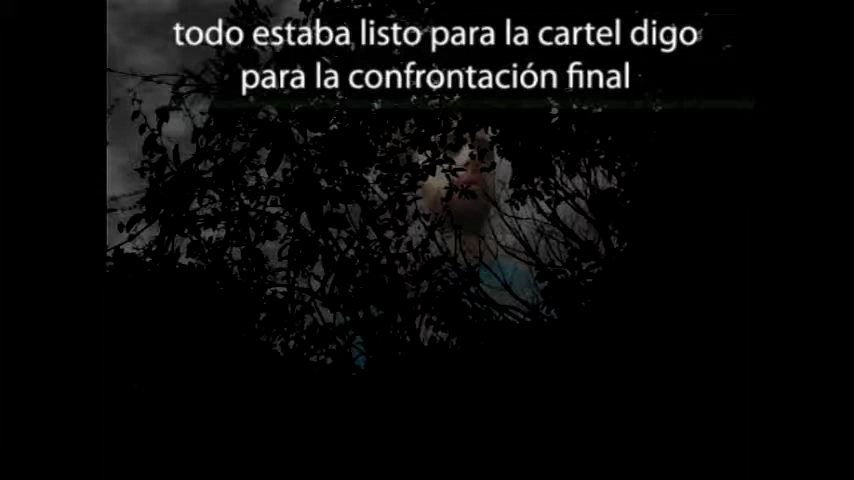 todo estaba listo para la cartel digo
para la confrontación final